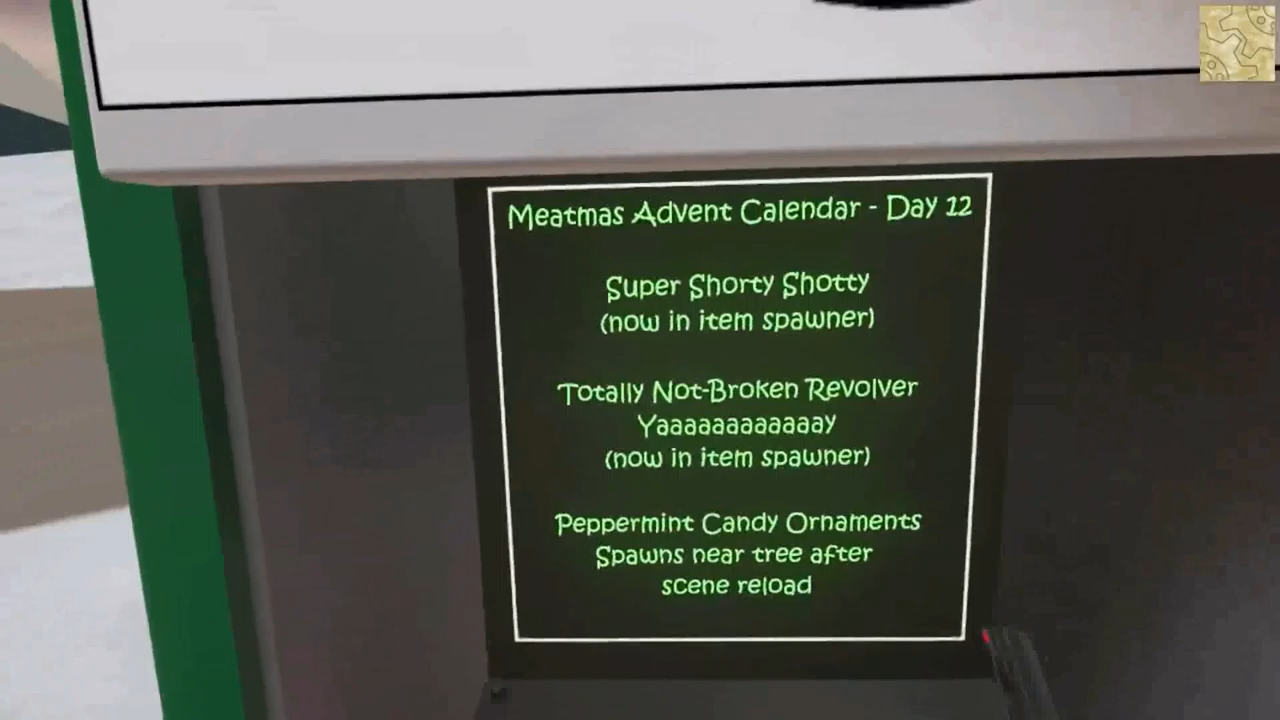 Meatmas Advent Calendar - Day 12
Super Shorty Shotty
(now in item spawner)
Totally Not-Broken Revolver
Yaaaaaaaaaaaay
(now in item spawner)
Peppermint Candy Ornaments
Spawns near tree after
scene reload